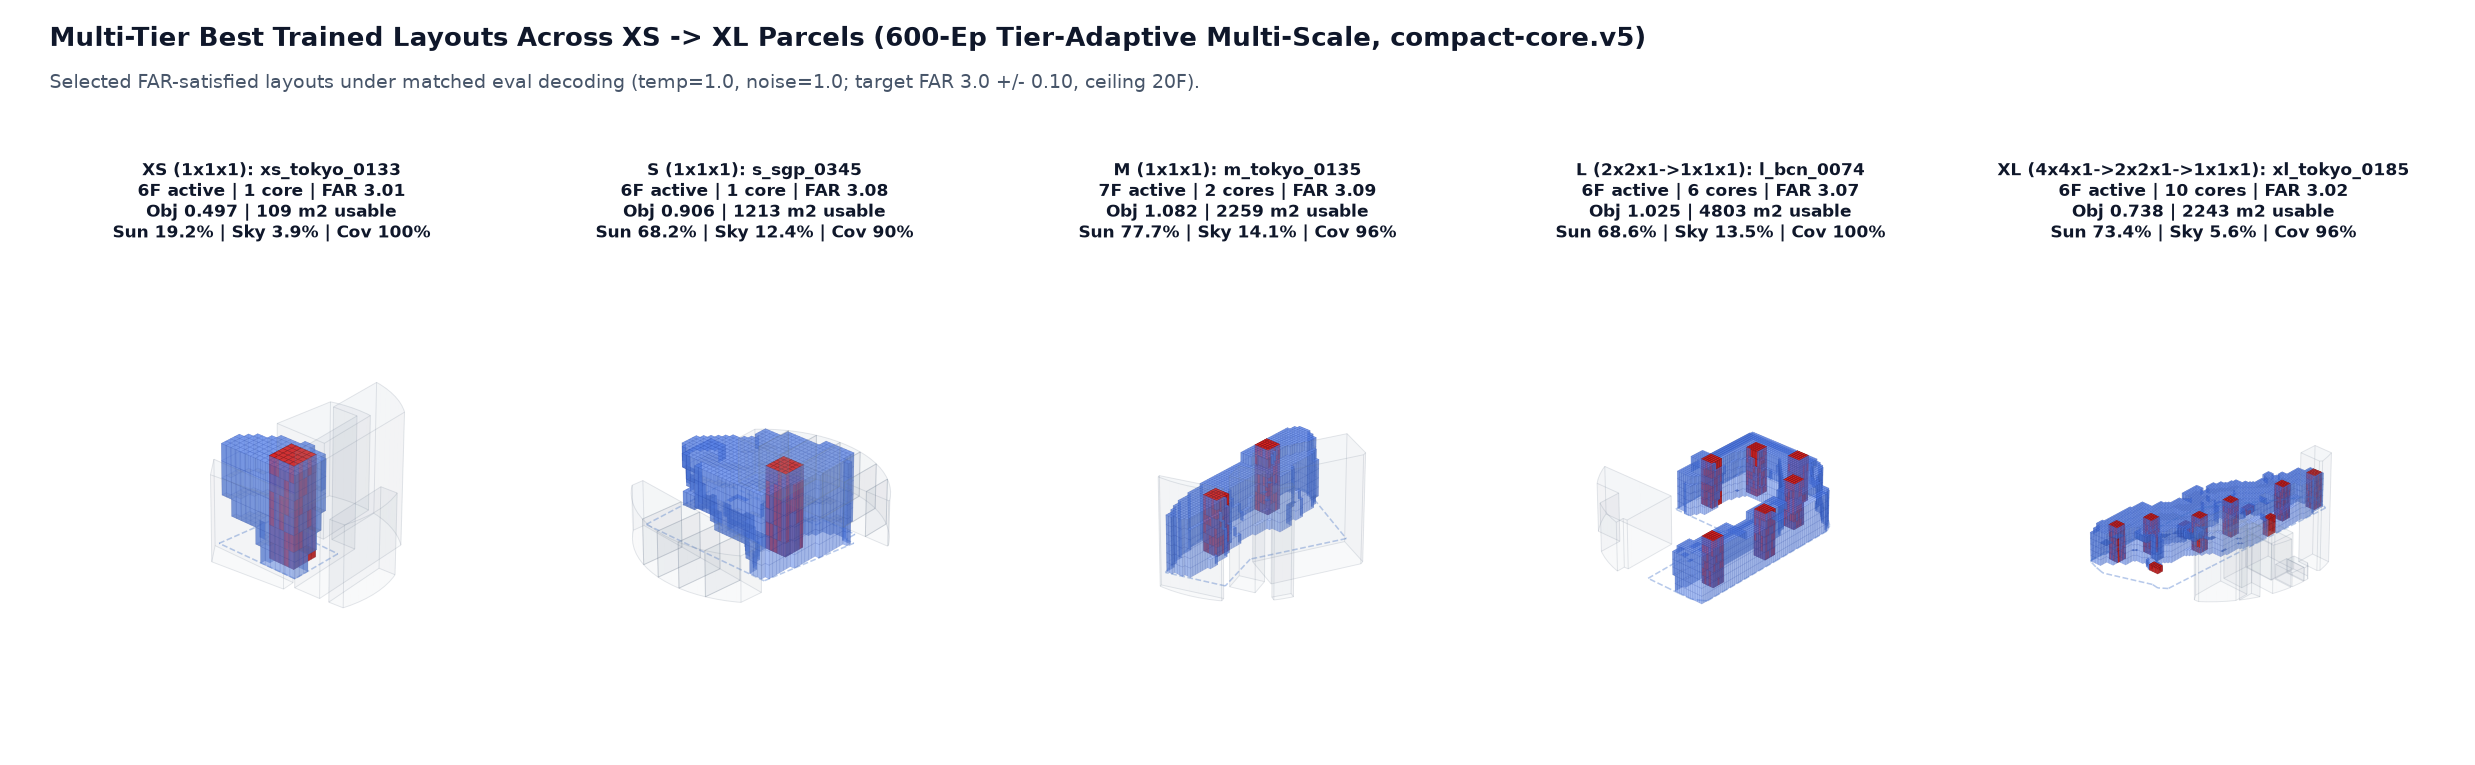 Multi-Tier Best Trained Layouts Across XS -> XL Parcels (600-Ep Tier-Adaptive Multi-Scale, compact-core.v5)
Selected FAR-satisfied layouts under matched eval decoding (temp=1.0, noise=1.0; target FAR 3.0 +/- 0.10, ceiling 20F).
XS (1x1x1): xs_tokyo_0133
6F active | 1 core | FAR 3.01
Obj 0.497 | 109 m2 usable
Sun 19.2% | Sky 3.9% | Cov 100%
S (1x1x1): s_sgp_0345
6F active | 1 core | FAR 3.08
Obj 0.906 | 1213 m2 usable
Sun 68.2% | Sky 12.4% | Cov 90%
M (1x1x1): m_tokyo_0135
7F active | 2 cores | FAR 3.09
Obj 1.082 | 2259 m2 usable
Sun 77.7% | Sky 14.1% | Cov 96%
L (2x2x1->1x1x1): l_bcn_0074
6F active | 6 cores | FAR 3.07
Obj 1.025 | 4803 m2 usable
Sun 68.6% | Sky 13.5% | Cov 100%
XL (4x4x1->2x2x1->1x1x1): xl_tokyo_0185
6F active | 10 cores | FAR 3.02
Obj 0.738 | 2243 m2 usable
Sun 73.4% | Sky 5.6% | Cov 96%